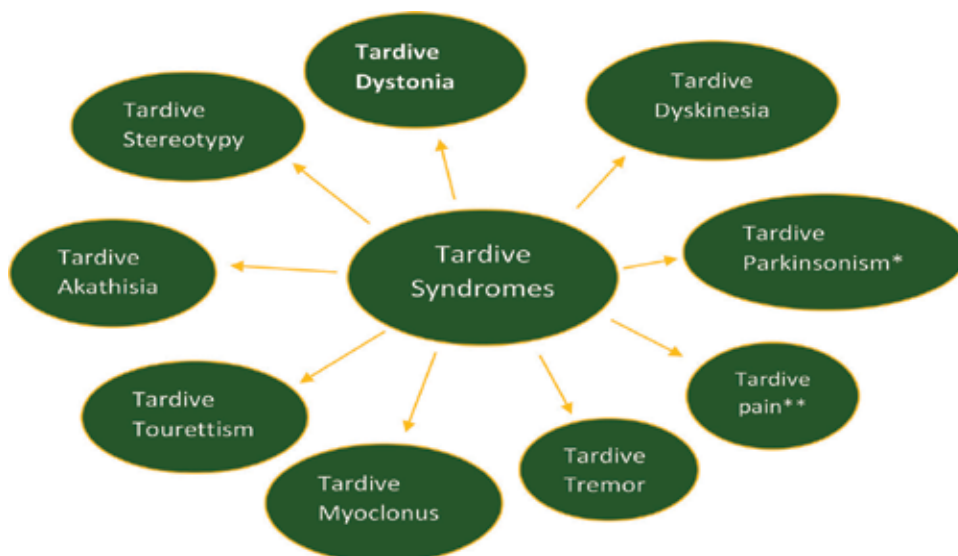 Tardive
Dystonia
Tardive
Dyskinesia
Tardive
Stereotypy
Tardive
Parkinsonism*
Tardive
Syndromes
Tardive
Akathisia
Tardive
pain**
Tardive
Tourettism
Tardive
Tremor
Tardive
Myoclonus